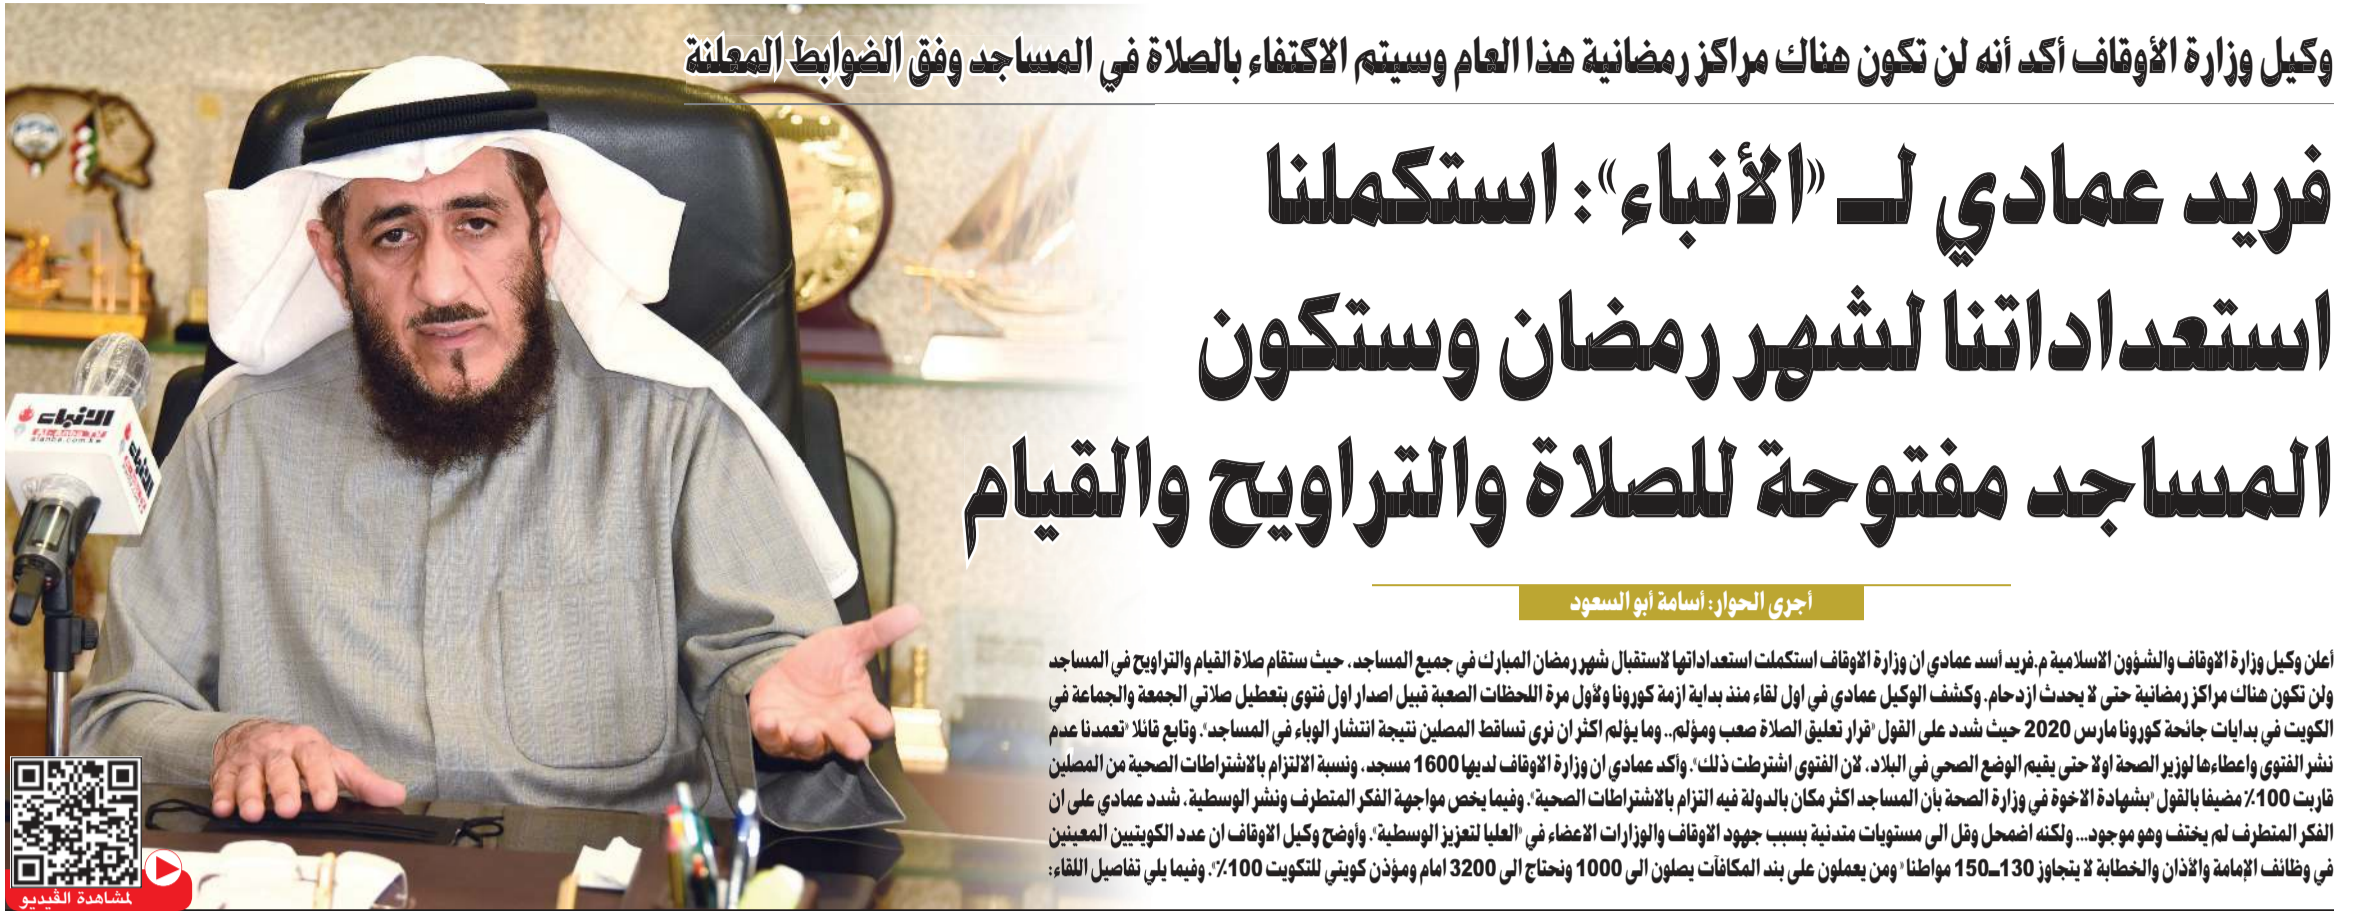 وكيل وزارة الأوقاف أكد أنه لن تكون هناك مراكز رمضانية هذا العام وسيتم الاكتفاء بالصلاة في المساجد وفق الضوابط المعلنة
فريد عمادي لـ «الأنباء»: استكملنا
استعداداتنا لشهر رمضان وستكون
المساجد مفتوحة للصلاة والتراويح والقيام
أجرى الحوار: أسامة أبو السعود
أعلن وكيل وزارة الاوقاف والشؤون الاسلامية م.فريد أسد عمادي ان وزارة الاوقاف استكملت استعداداتها لاستقبال شهر رمضان المبارك في جميع المساجد، حيث ستقام صلاة القيام والتراويح في المساجد
ولن تكون هناك مراكز رمضانية حتى لا يحدث ازدحام. وكشف الوكيل عمادي في اول لقاء منذ بداية ازمة كورونا ولأول مرة اللحظات الصعبة قبيل اصدار اول فتوى بتعطيل صلاتي الجمعة والجماعة في
الكويت في بدايات جائحة كورونا مارس 2020 حيث شدد على القول «قرار تعليق الصلاة صعب ومؤلم.. وما يؤلم اكثر ان نرى تساقط المصلين نتيجة انتشار الوباء في المساجد». وتابع قائلا «تعمدنا عدم
نشر الفتوى واعطاءها لوزير الصحة اولا حتى يقيم الوضع الصحي في البلاد، لان الفتوى اشترطت ذلك». وأكد عمادي ان وزارة الاوقاف لديها 1600 مسجد، ونسبة الالتزام بالاشتراطات الصحية من المصلين
قاربت 100٪ مضيفا بالقول «بشهادة الاخوة في وزارة الصحة بأن المساجد اكثر مكان بالدولة فيه التزام بالاشتراطات الصحية». وفيما يخص مواجهة الفكر المتطرف ونشر الوسطية، شدد عمادي على ان
الفكر المتطرف لم يختف وهو موجود... ولكنه اضمحل وقل الى مستويات متدنية بسبب جهود الاوقاف والوزارات الاعضاء في «العليا لتعزيز الوسطية». وأوضح وكيل الاوقاف ان عدد الكويتيين المعينين
في وظائف الإمامة والأذان والخطابة لا يتجاوز 130ــ150 مواطنا» ومن يعملون على بند المكافآت يصلون الى 1000 ونحتاج الى 3200 امام ومؤذن كويتي للتكويت 100٪». وفيما يلي تفاصيل اللقاء:
الأنباء
Al-Anba TV
alanba.com.kw
الأنباء
لمشاهدة الفيديو